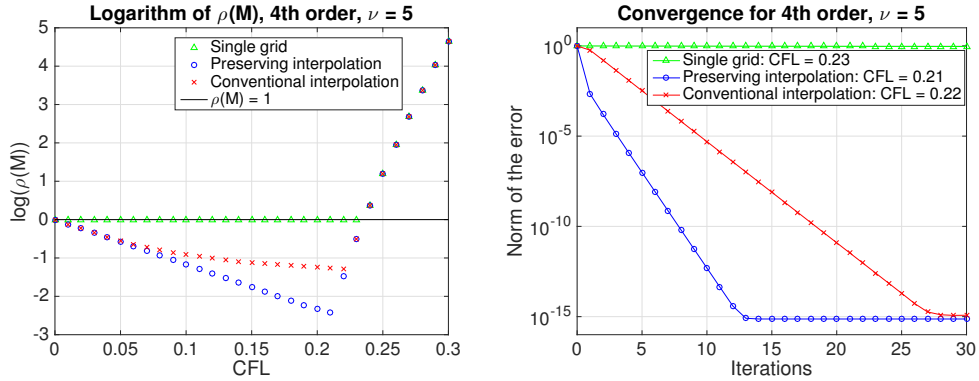 Logarithm of ρ(M), 4th order, ν = 5
log(ρ(M))
5
4
3
2
1
0
-1
-2
-3
Single grid
Preserving interpolation
Conventional interpolation
ρ(M) = 1
0 0.05 0.1 0.15 0.2 0.25 0.3
CFL
Convergence for 4th order, ν = 5
Norm of the error
10^0
10^-5
10^-10
10^-15
Single grid: CFL = 0.23
Preserving interpolation: CFL = 0.21
Conventional interpolation: CFL = 0.22
0 5 10 15 20 25 30
Iterations